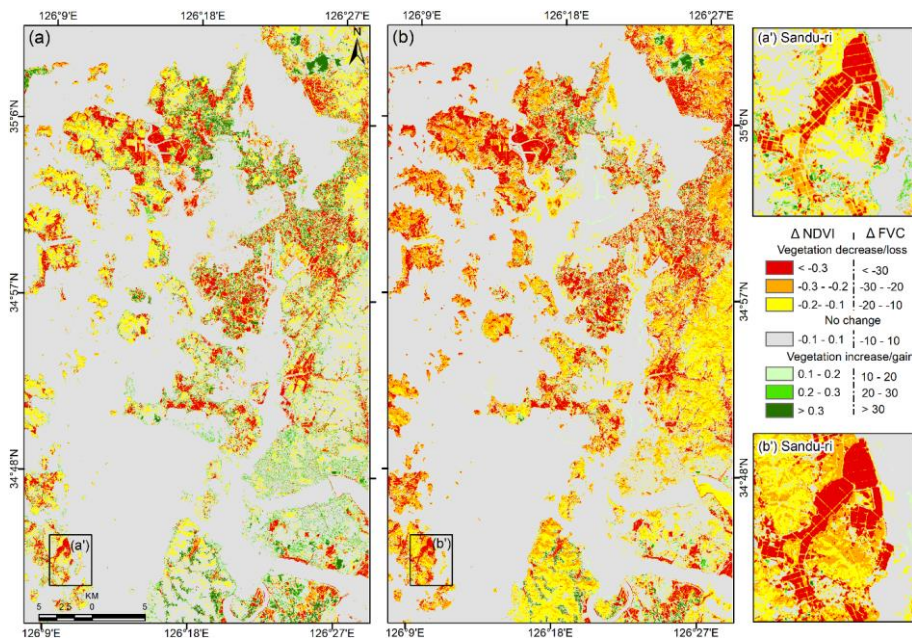 126°9'E 126°18'E 126°27'E 126°9'E 126°18'E 126°27'E
(a) N (b) (a') Sandu-ri
35°6'N 35°6'N
Δ NDVI Δ FVC
Vegetation decrease/loss
< -0.3 < -30
-0.3 - -0.2 -30 - -20
-0.2 - -0.1 -20 - -10
No change
-0.1 - 0.1 -10 - 10
Vegetation increase/gain
0.1 - 0.2 10 - 20
0.2 - 0.3 20 - 30
> 0.3 > 30
34°57'N 34°57'N
(b') Sandu-ri
34°48'N 34°48'N
(a') (b')
KM
5 2.5 0 5
126°9'E 126°18'E 126°27'E 126°9'E 126°18'E 126°27'E